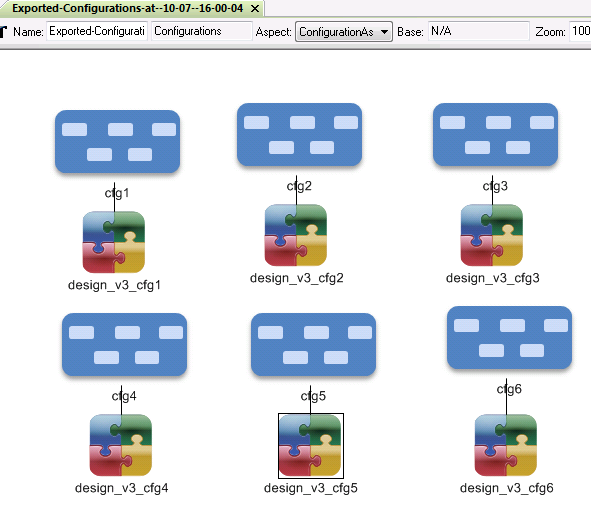 Exported-Configurations-at--10-07--16-00-04
Name: Exported-Configurati Configurations Aspect: ConfigurationAs Base: N/A Zoom: 100
cfg1 cfg2 cfg3
design_v3_cfg1 design_v3_cfg2 design_v3_cfg3
cfg4 cfg5 cfg6
design_v3_cfg4 design_v3_cfg5 design_v3_cfg6